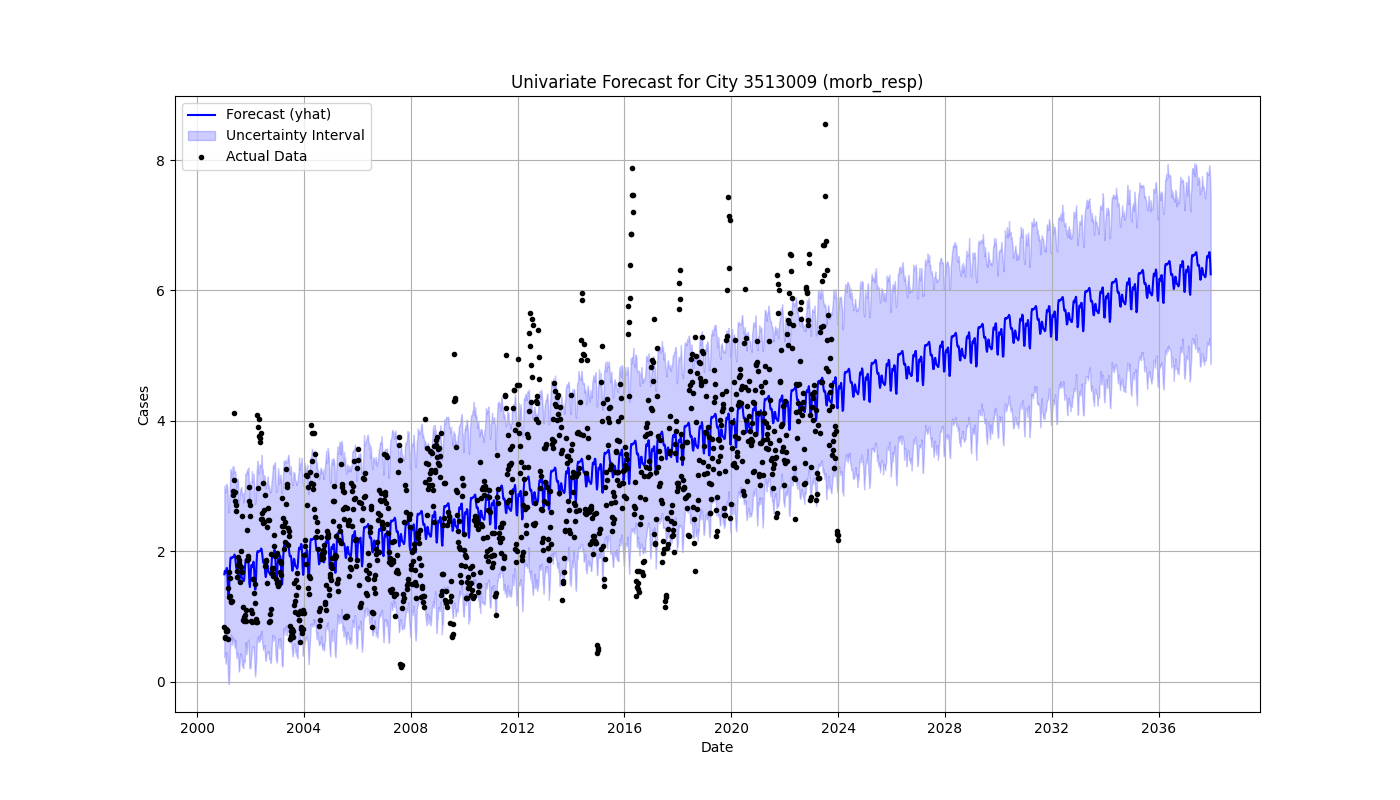 Univariate Forecast for City 3513009 (morb_resp)
Forecast (yhat)
Uncertainty Interval
Actual Data
8
6
4
2
0
Cases
2000 2004 2008 2012 2016 2020 2024 2028 2032 2036
Date